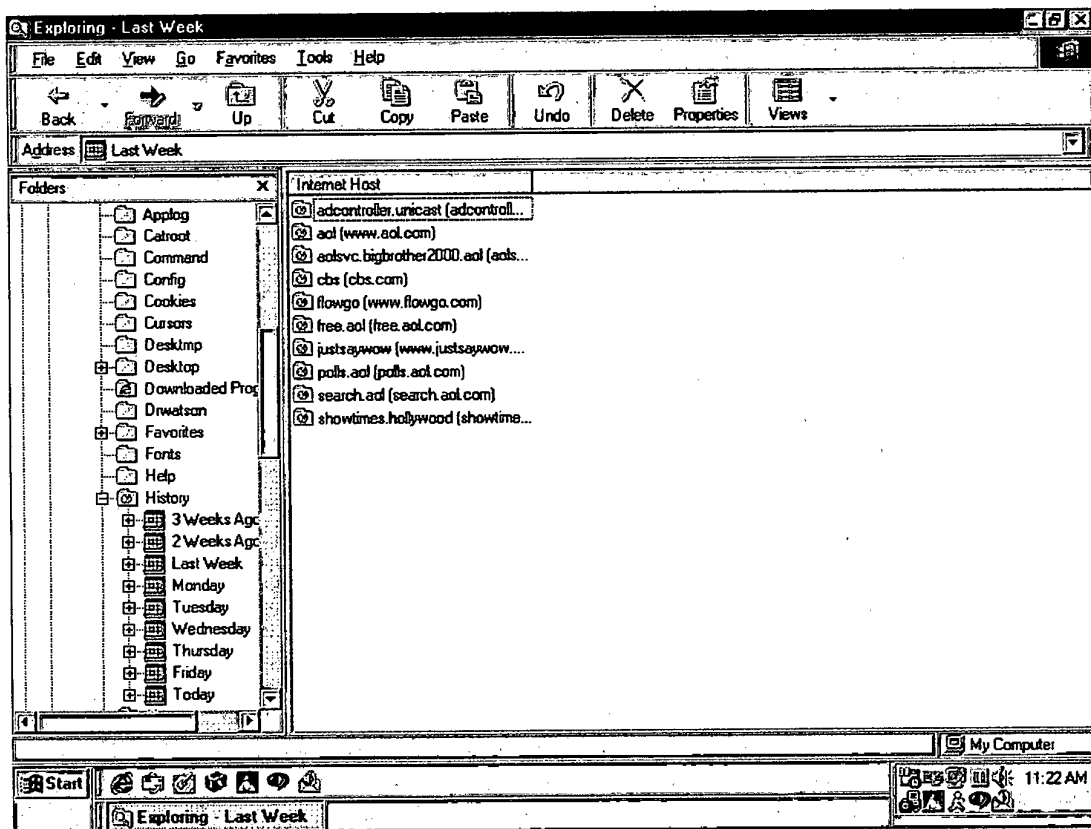 Exploring - Last Week
File Edit View Go Favorites Tools Help
Back Forward Up Cut Copy Paste Undo Delete Properties Views
Address Last Week
Folders x
Applog
Catroot
Command
Config
Cookies
Cursors
Desktmp
Desktop
Downloaded Prog
Drwatson
Favorites
Fonts
Help
History
3 Weeks Ago
2 Weeks Ago
Last Week
Monday
Tuesday
Wednesday
Thursday
Friday
Today
Internet Host
adcontroller.unicast (adcontroll...
aol (www.aol.com)
aolsvc.bigbrother2000.aol (aols...
cbs (cbs.com)
flowgo (www.flowgo.com)
free.aol (free.aol.com)
justsaywow (www.justsaywow....
polls.aol (polls.aol.com)
search.aol (search.aol.com)
showtimes.hollywood (showtime...
My Computer
Start
11:22 AM
Exploring - Last Week